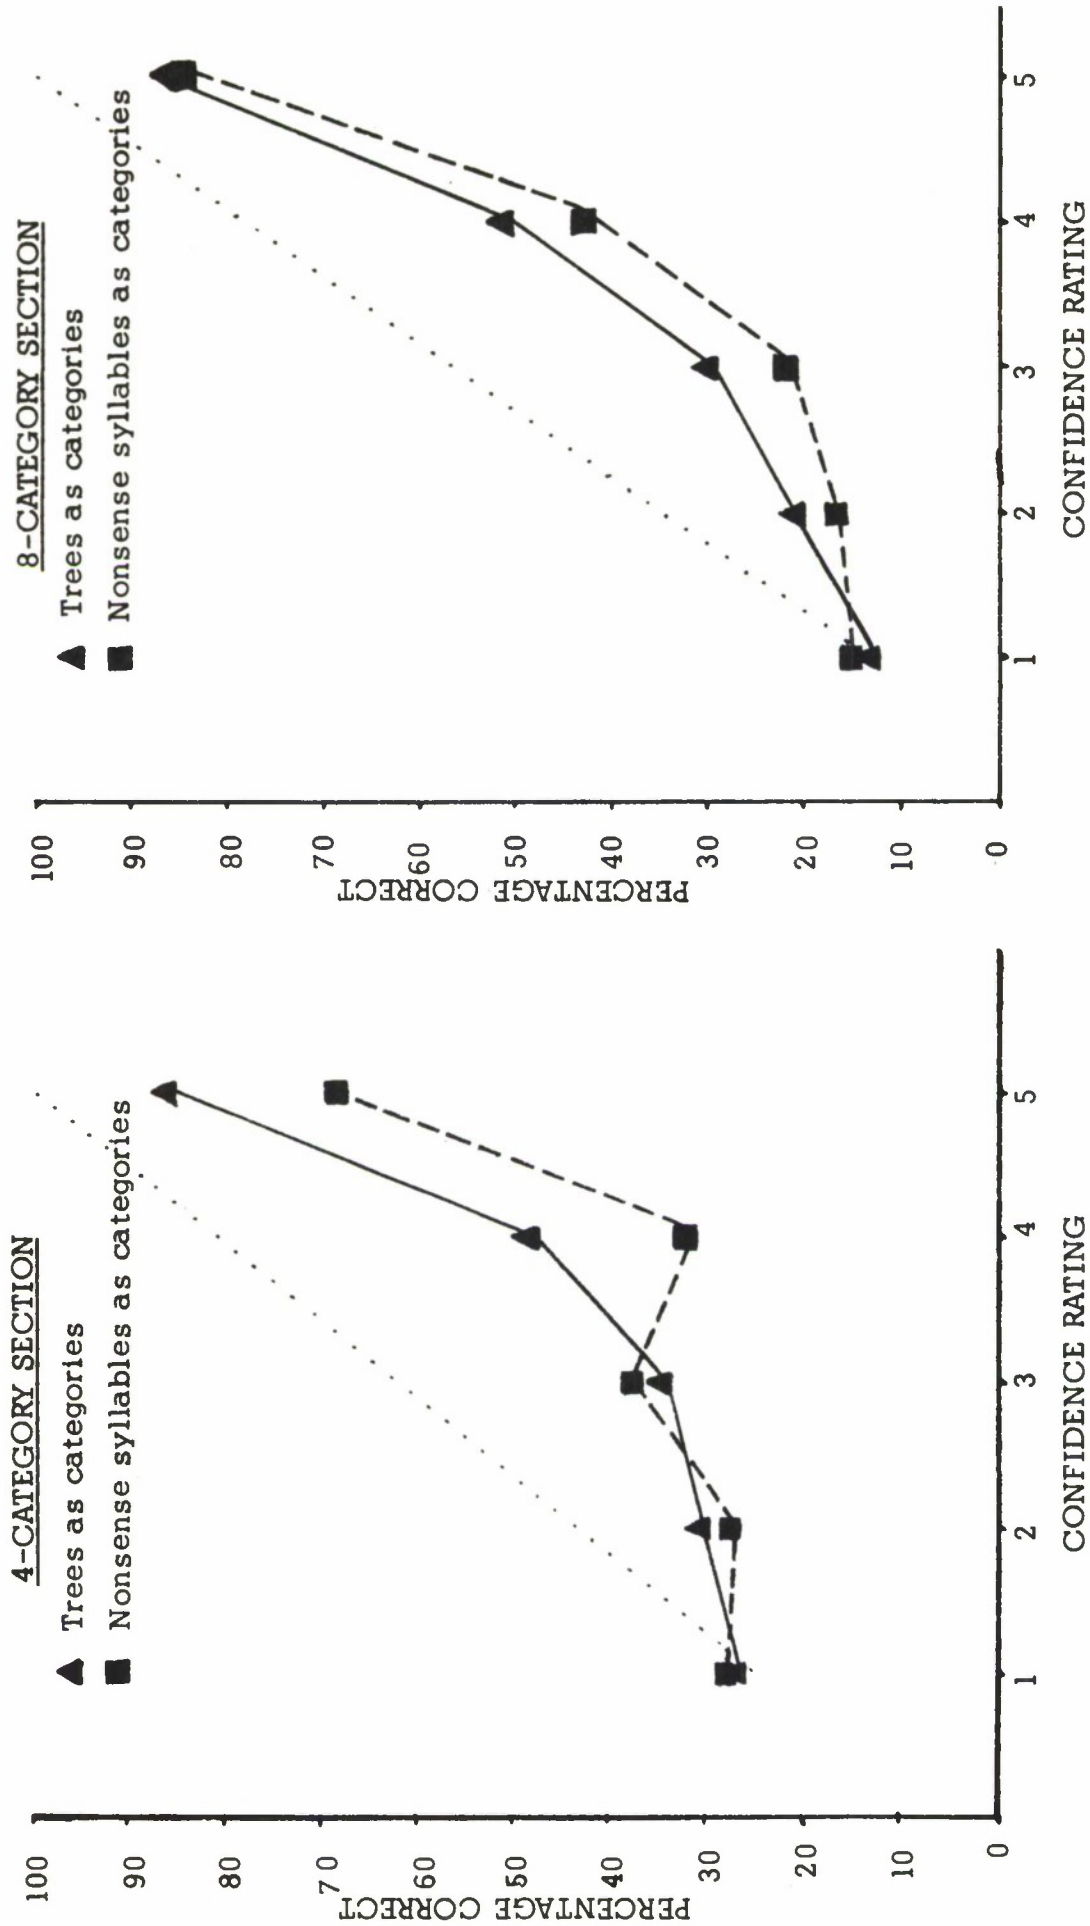 4-CATEGORY SECTION
Trees as categories
Nonsense syllables as categories
100
90
80
70
60
50
40
30
20
10
0
PERCENTAGE CORRECT
1 2 3 4 5
CONFIDENCE RATING
8-CATEGORY SECTION
Trees as categories
Nonsense syllables as categories
100
90
80
70
60
50
40
30
20
10
0
PERCENTAGE CORRECT
1 2 3 4 5
CONFIDENCE RATING